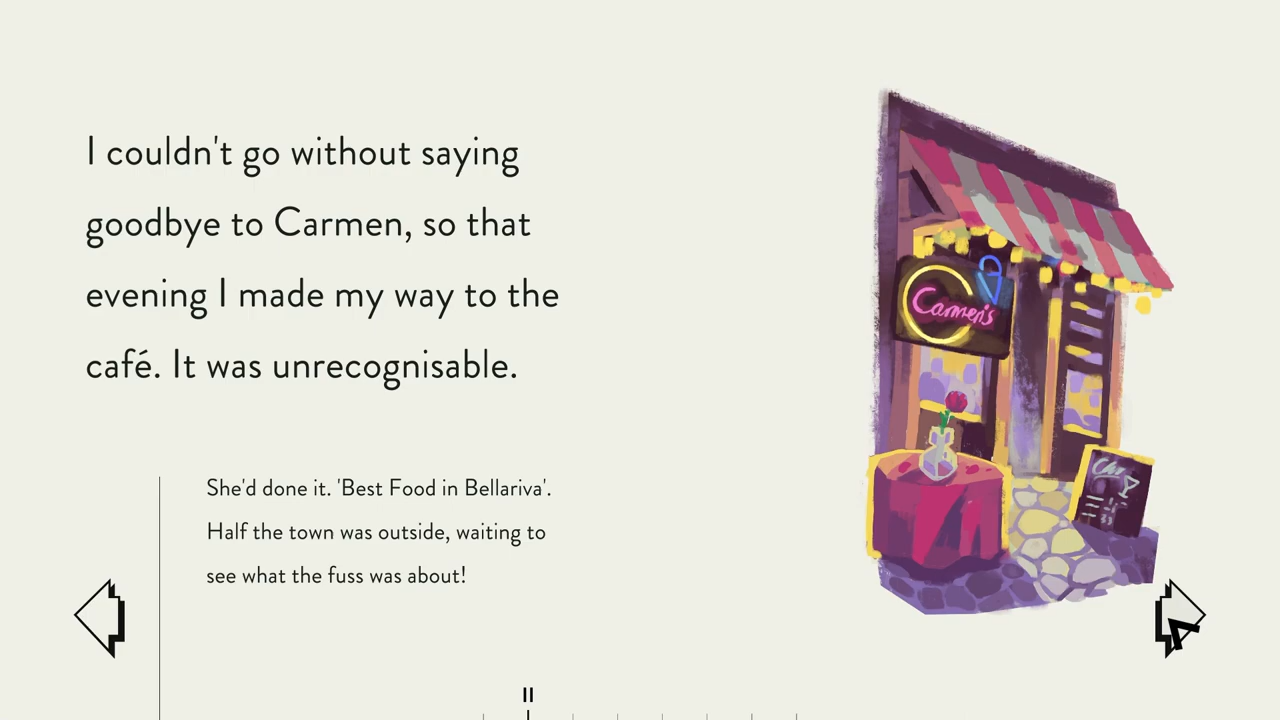 I couldn't go without saying
goodbye to Carmen, so that
evening I made my way to the
café. It was unrecognisable.
She'd done it. 'Best Food in Bellariva'.
Half the town was outside, waiting to
see what the fuss was about!
Carmen's
II